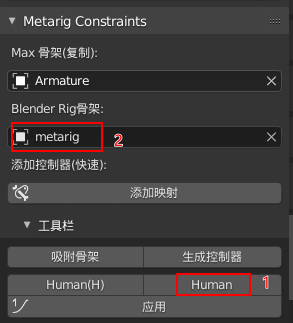 Metarig Constraints
Max 骨架(复制):
Armature
Blender Rig骨架:
metarig
2
添加控制器(快速):
添加映射
工具栏
吸附骨架 生成控制器
Human(H) Human 1
应用